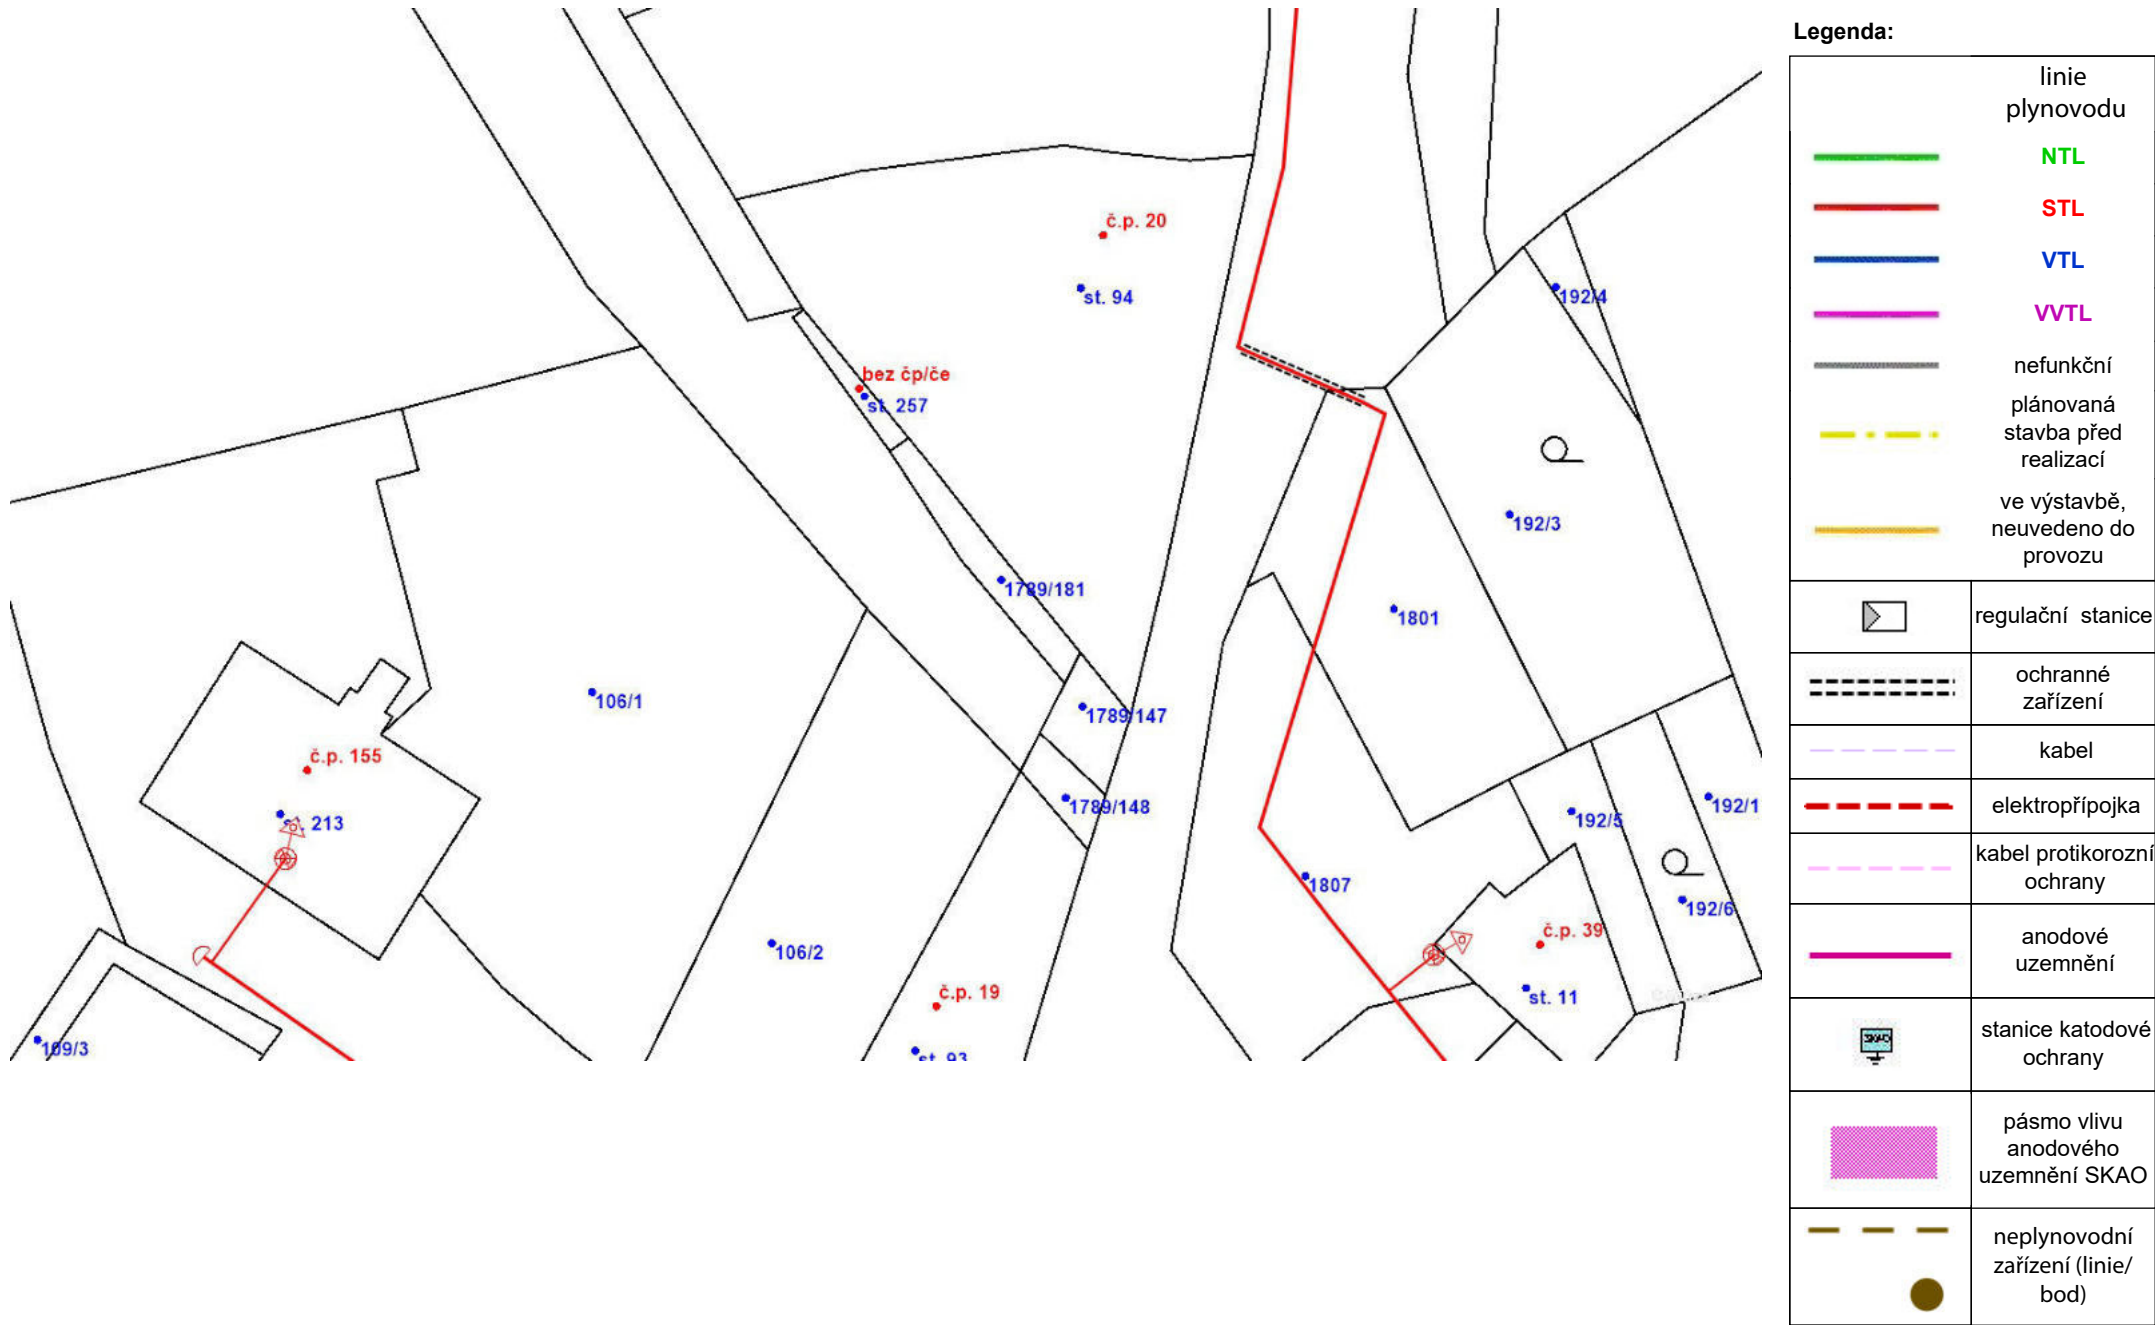 č.p. 20
st. 94
192/4
bez čp/če
st. 257
192/3
1789/181
1801
106/1
1789/147
č.p. 155
1789/148
192/1
213
192/5
1807
192/6
č.p. 39
106/2
č.p. 19
st. 11
109/3
st. 93
Legenda:
linie
plynovodu
NTL
STL
VTL
VVTL
nefunkční
plánovaná
stavba před
realizací
ve výstavbě,
neuvedeno do
provozu
regulační stanice
ochranné
zařízení
kabel
elektropřípojka
kabel protikorozní
ochrany
anodové
uzemnění
SKAO
stanice katodové
ochrany
pásmo vlivu
anodového
uzemnění SKAO
neplynovodní
zařízení (linie/
bod)